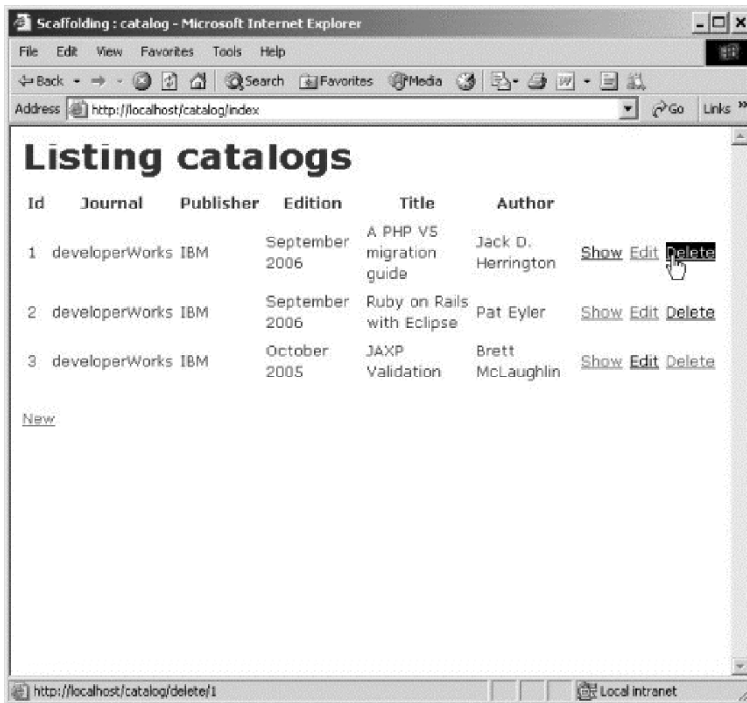 Scaffolding : catalog - Microsoft Internet Explorer
File Edit View Favorites Tools Help
Back Search Favorites Media
Address http://localhost/catalog/index Go Links »
Listing catalogs
Id Journal Publisher Edition Title Author
1 developerWorks IBM September 2006 A PHP V5 migration guide Jack D. Herrington Show Edit Delete
2 developerWorks IBM September 2006 Ruby on Rails with Eclipse Pat Eyler Show Edit Delete
3 developerWorks IBM October 2005 JAXP Validation Brett McLaughlin Show Edit Delete
New
http://localhost/catalog/delete/1 Local intranet